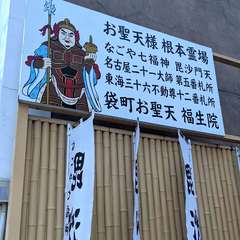 お聖天様 根本霊場
なごや七福神 毘沙門天
名古屋二十一大師 第五番札所
東海三十六不動尊十二番札所
袋町お聖天 福生院